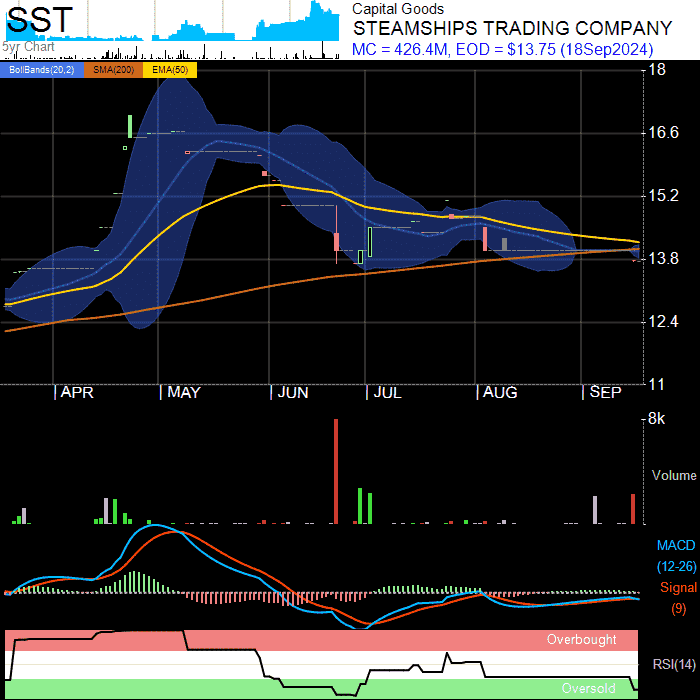 SST
5yr Chart
Capital Goods
STEAMSHIPS TRADING COMPANY
MC = 426.4M, EOD = $13.75 (18Sep2024)
BollBands(20,2) SMA(200) EMA(50)
18
16.6
15.2
13.8
12.4
11
APR MAY JUN JUL AUG SEP
8k
Volume
MACD
(12-26)
Signal
(9)
Overbought
RSI(14)
Oversold